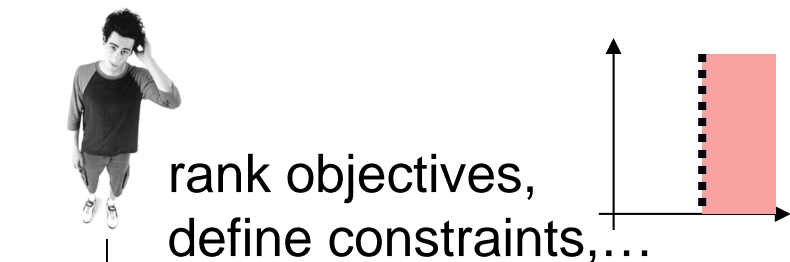 rank objectives,
define constraints,…